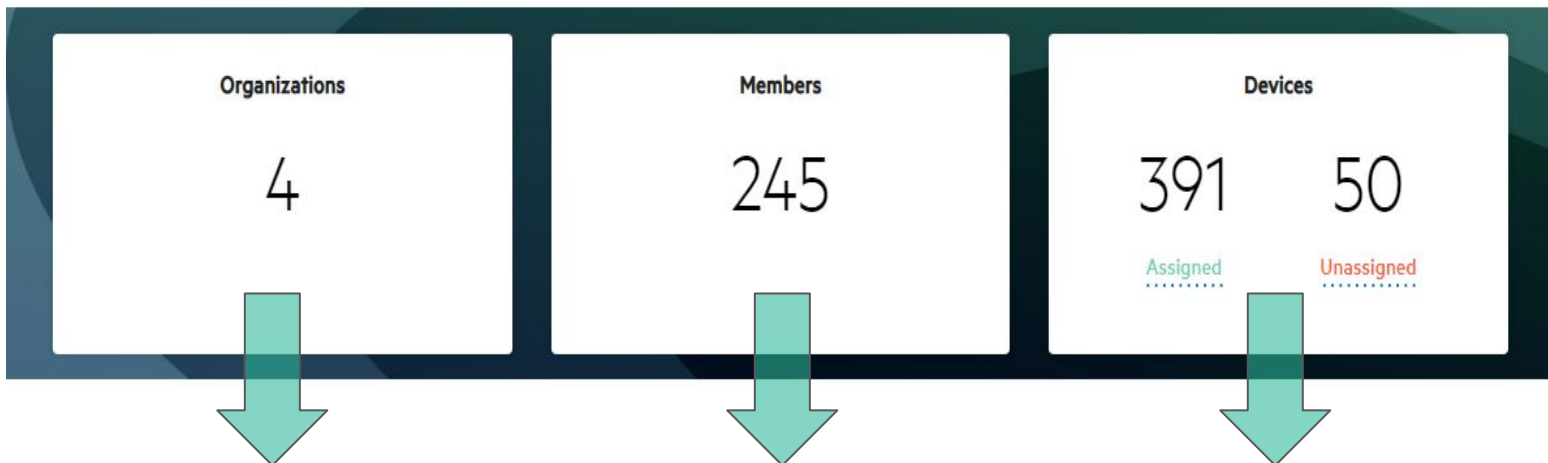 Organizations
4
Members
245
Devices
391 50
Assigned Unassigned